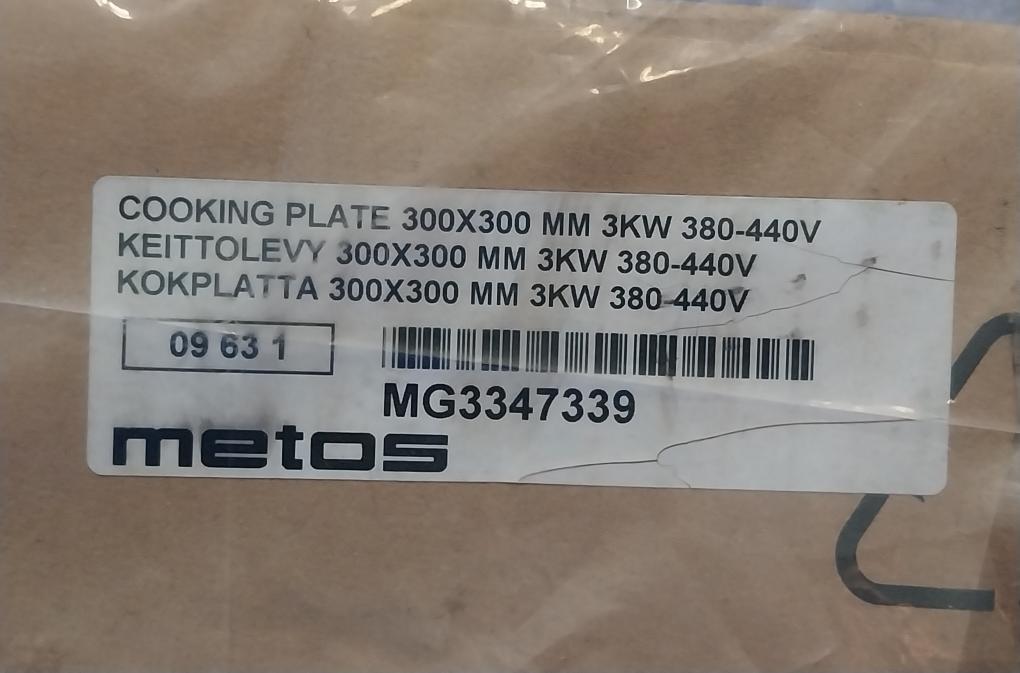 COOKING PLATE 300X300 MM 3KW 380-440V
KEITTOLEVY 300X300 MM 3KW 380-440V
KOKPLATTA 300X300 MM 3KW 380-440V
09 63 1
MG3347339
metos